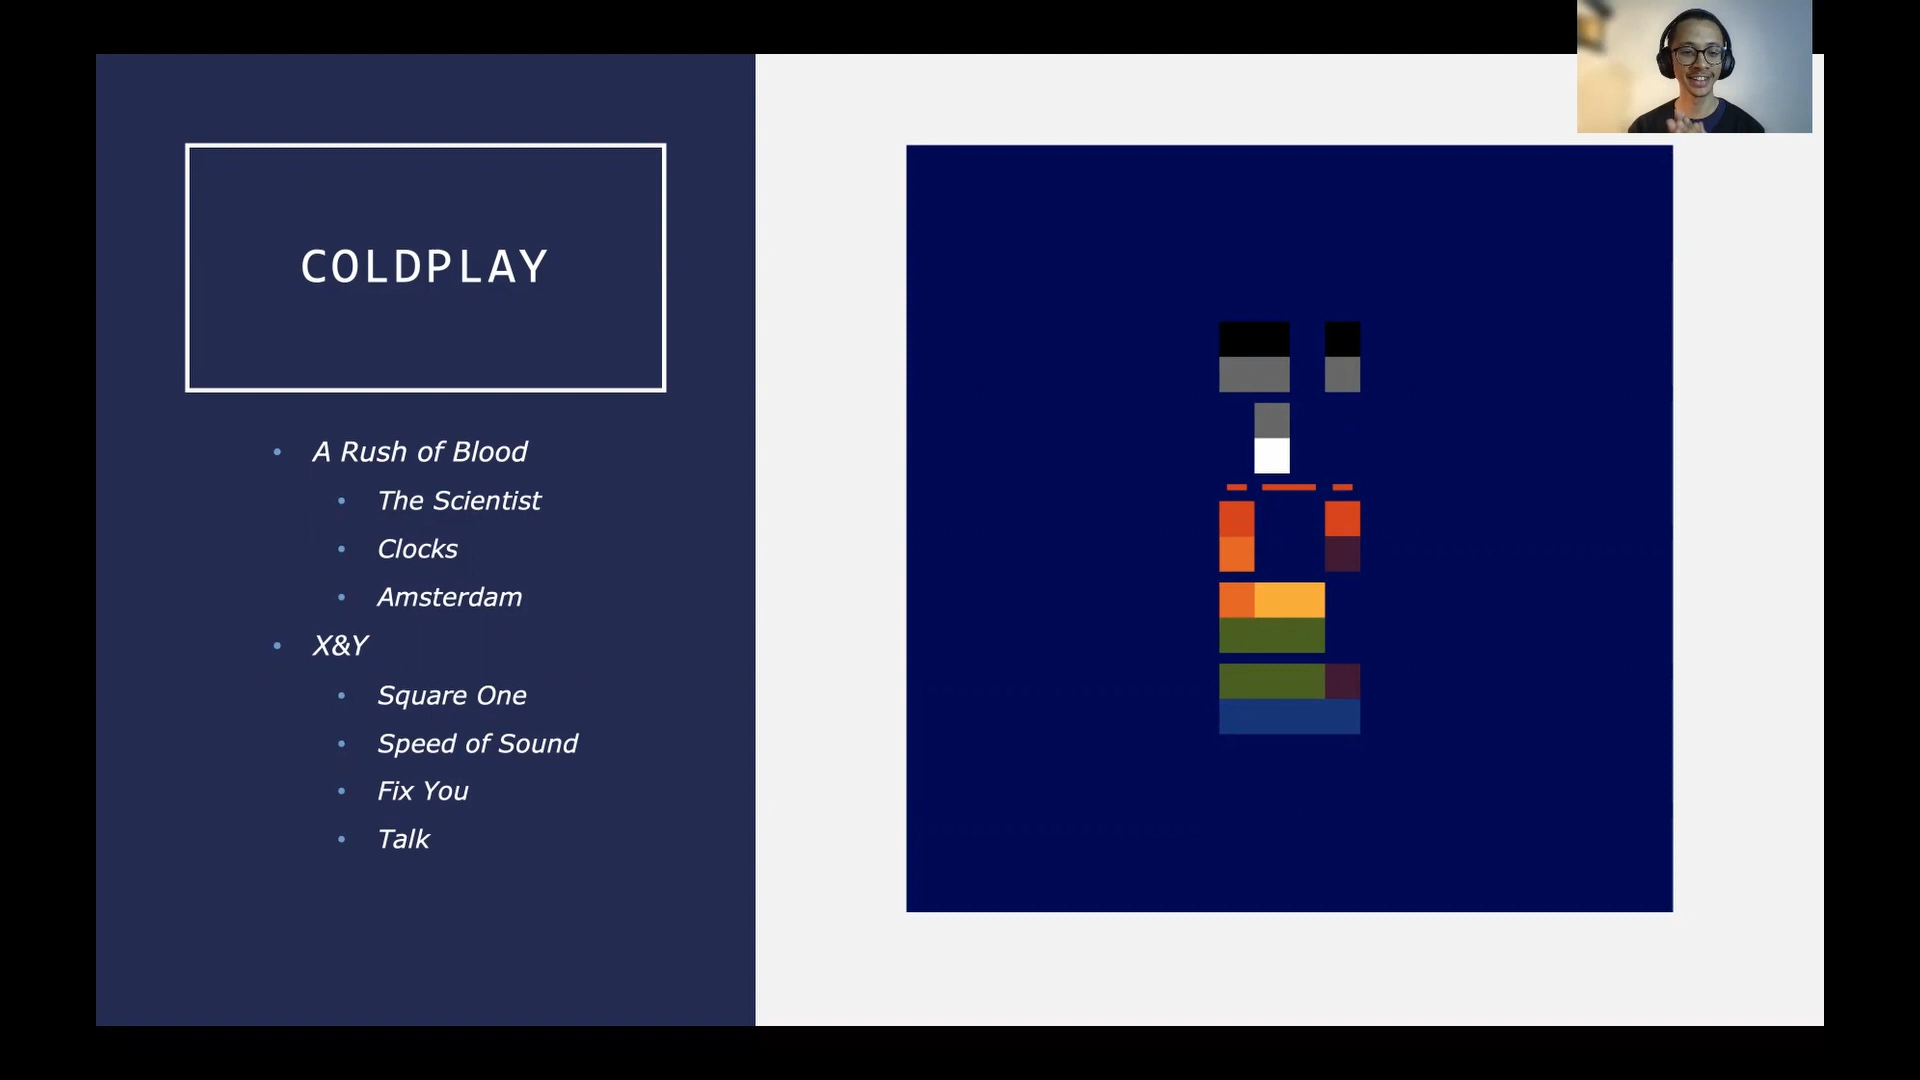 COLDPLAY
• A Rush of Blood
• The Scientist
• Clocks
• Amsterdam
• X&Y
• Square One
• Speed of Sound
• Fix You
• Talk